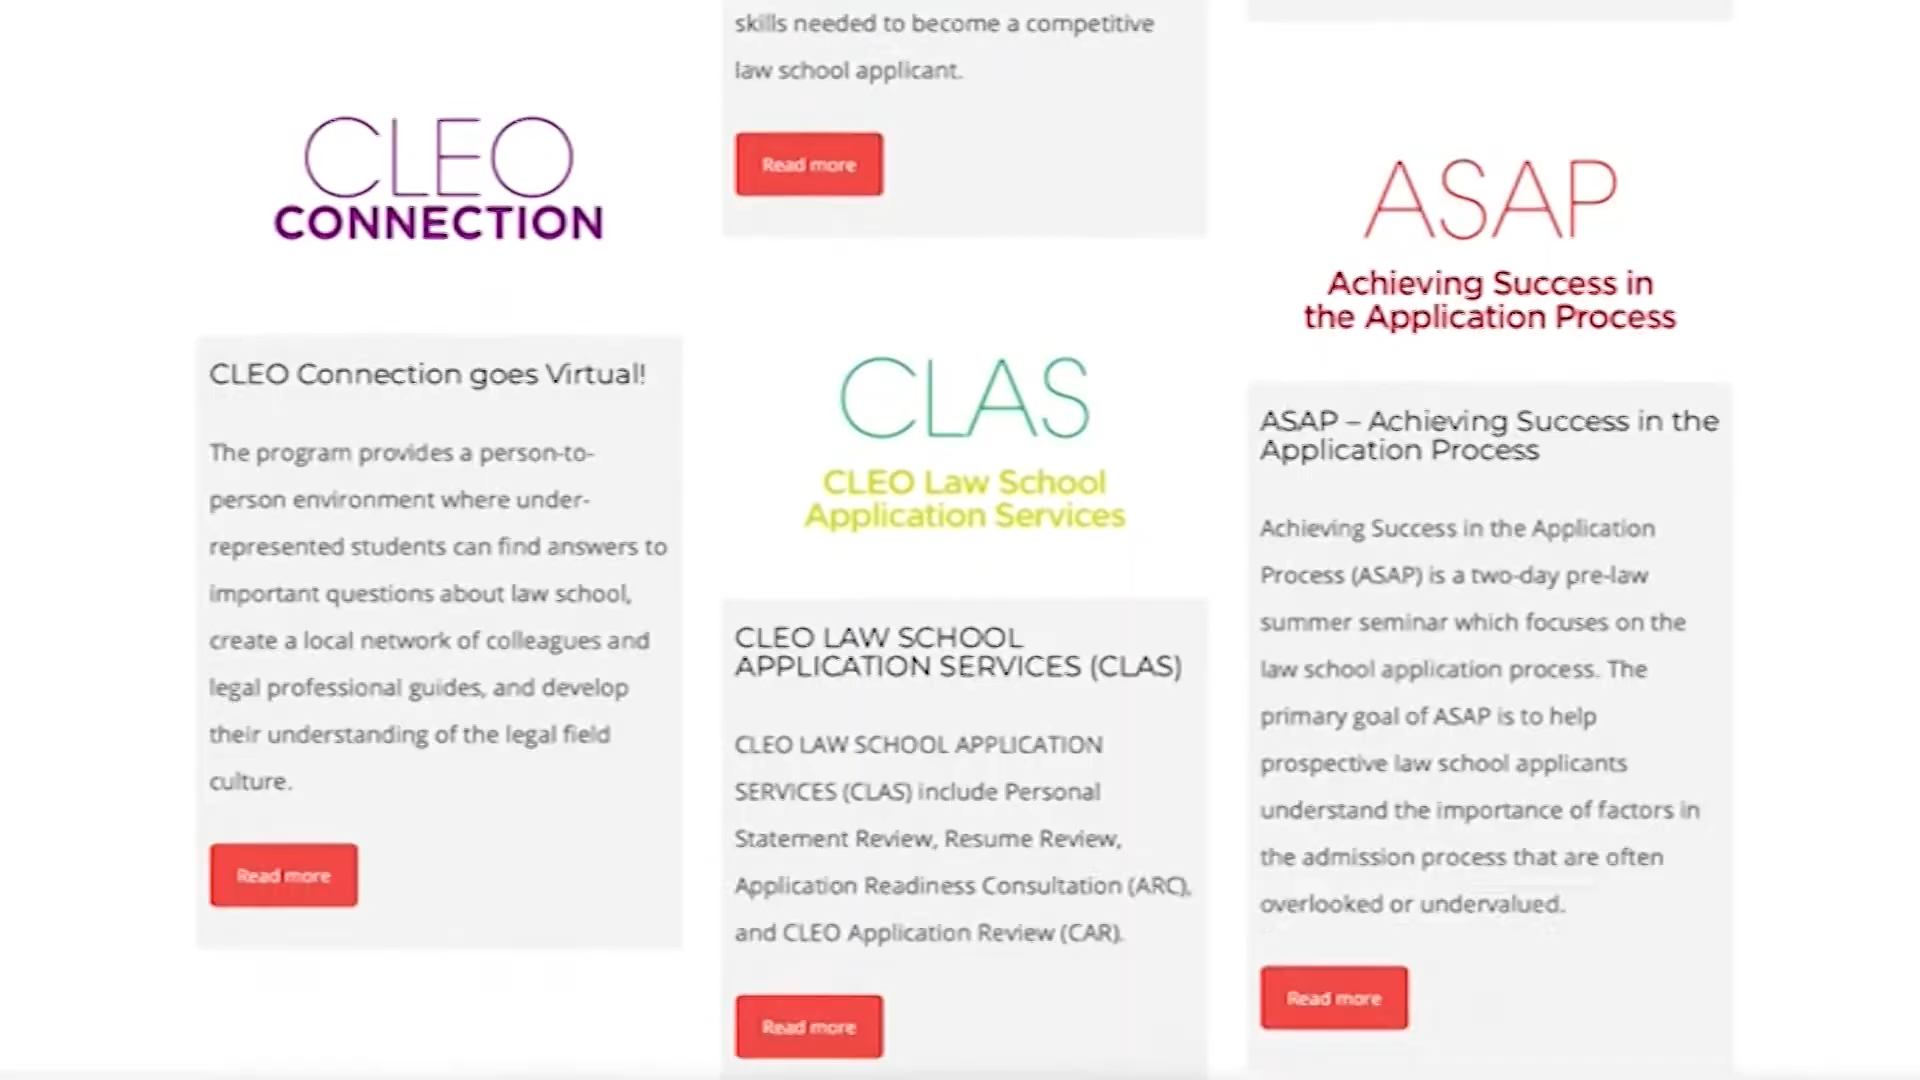 CLEO
CONNECTION
CLEO Connection goes Virtual!
The program provides a person-to-
person environment where under-
represented students can find answers to
important questions about law school,
create a local network of colleagues and
legal professional guides, and develop
their understanding of the legal field
culture.
Read more
skills needed to become a competitive
law school applicant.
Read more
CLAS
CLEO Law School
Application Services
CLEO LAW SCHOOL
APPLICATION SERVICES (CLAS)
CLEO LAW SCHOOL APPLICATION
SERVICES (CLAS) include Personal
Statement Review, Resume Review,
Application Readiness Consultation (ARC),
and CLEO Application Review (CAR).
Read more
ASAP
Achieving Success in
the Application Process
ASAP – Achieving Success in the
Application Process
Achieving Success in the Application
Process (ASAP) is a two-day pre-law
summer seminar which focuses on the
law school application process. The
primary goal of ASAP is to help
prospective law school applicants
understand the importance of factors in
the admission process that are often
overlooked or undervalued.
Read more